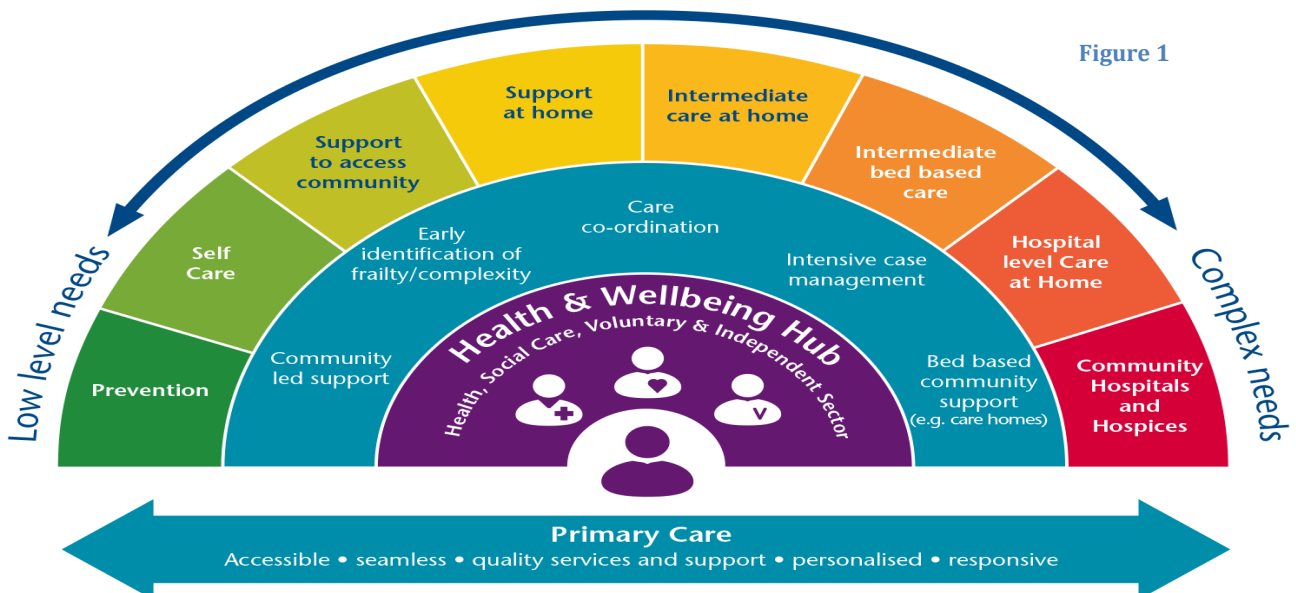 Figure 1
Low level needs
Complex needs
Prevention
Self
Care
Support
to access
community
Support
at home
Intermediate
care at home
Intermediate
bed based
care
Hospital
level Care
at Home
Community
Hospitals
and
Hospices
Community
led support
Early
identification of
frailty/complexity
Care
co-ordination
Intensive case
management
Bed based
community
support
(e.g. care homes)
Health & Wellbeing Hub
Health, Social Care, Voluntary & Independent Sector
V
Primary Care
Accessible • seamless • quality services and support • personalised • responsive